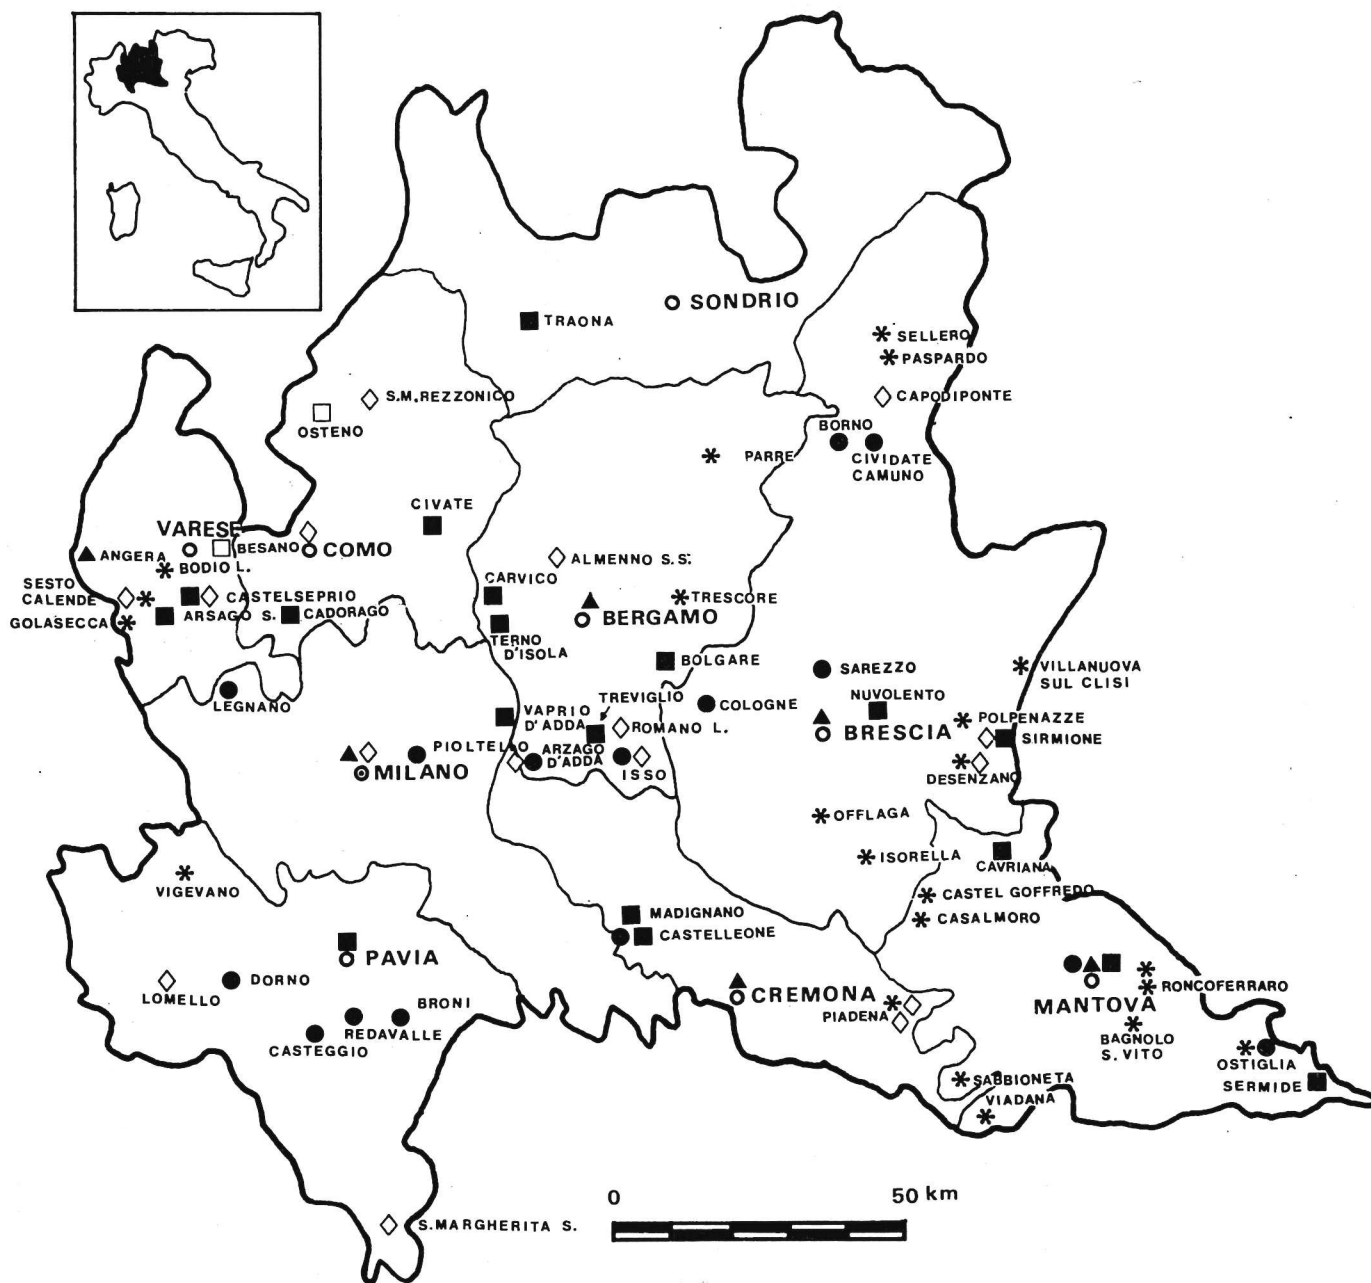 SONDRIO
TRAONA
SELLERO
PASPARDO
S.M.REZZONICO
CAPODIPONTE
OSTENO
BORNO
PARRE
CIVIDATE
CAMUNO
CIVATE
VARESE
BESANO
COMO
ANGERA
BODIO L.
ALMENNO S.S.
SESTO
CALENDE
CASTELSEPRIO
CARVICO
TRESCORE
GOLASECCA
ARSAGO S.
CADORAGO
BERGAMO
TERNO
D'ISOLA
BOLGARE
SAREZZO
VILLANUOVA
SUL CLISI
LEGNANO
TREVIGLIO
COLOGNE
NUVOLENTO
VAPRIO
D'ADDA
ROMANO L.
POLPENAZZE
BRESCIA
SIRMIONE
PIOLTELLO
ARZAGO
D'ADDA
MILANO
ISSO
DESENZANO
OFFLAGA
ISORELLA
CAVRIANA
VIGEVANO
CASTEL GOFFREDO
MADIGNANO
CASALMORO
CASTELLEONE
PAVIA
DORNO
LOMELLO
CREMONA
RONCOFERRARO
BRONI
MANTOVA
PIADENA
REDAVALLE
CASTEGGIO
BAGNOLO
S. VITO
OSTIGLIA
SABBIONETA
SERMIDE
VIADANA
0
50 km
S.MARGHERITA S.